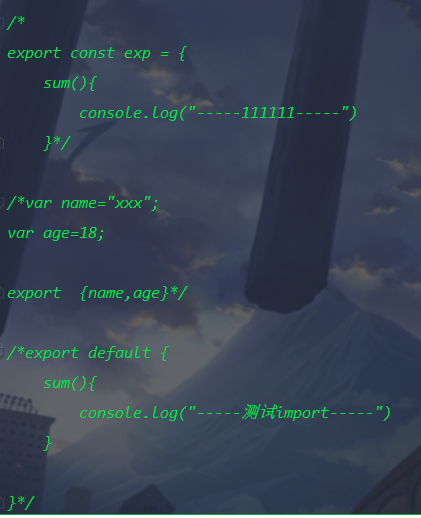 /*
export const exp = {
    sum(){
        console.log("-----111111-----")
    }*/
/*var name="xxx";
var age=18;
export  {name,age}*/
/*export default {
    sum(){
        console.log("-----测试import-----")
    }
}*/